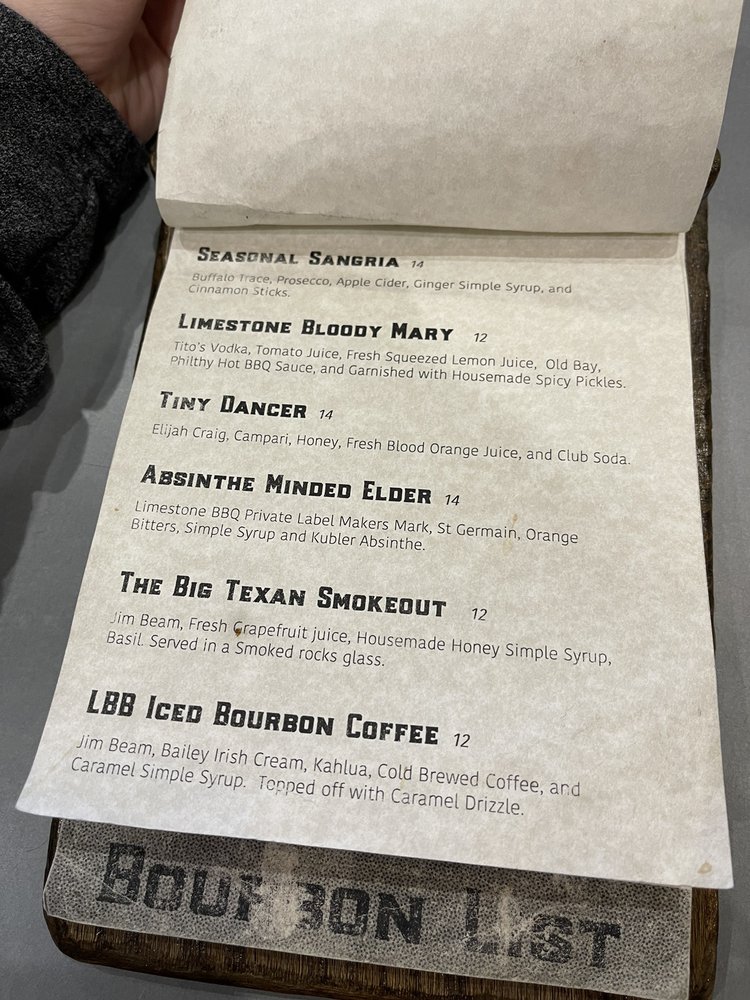 Seasonal Sangria 14
Buffalo Trace, Prosecco, Apple Cider, Ginger Simple Syrup, and
Cinnamon Sticks.
Limestone Bloody Mary 12
Tito's Vodka, Tomato Juice, Fresh Squeezed Lemon Juice, Old Bay,
Philthy Hot BBQ Sauce, and Garnished with Housemade Spicy Pickles.
Tiny Dancer 14
Elijah Craig, Campari, Honey, Fresh Blood Orange Juice, and Club Soda.
Absinthe Minded Elder 14
Limestone BBQ Private Label Makers Mark, St Germain, Orange
Bitters, Simple Syrup and Kubler Absinthe.
The Big Texan Smokeout 12
Jim Beam, Fresh Grapefruit juice, Housemade Honey Simple Syrup,
Basil. Served in a Smoked rocks glass.
LBB Iced Bourbon Coffee 12
Jim Beam, Bailey Irish Cream, Kahlua, Cold Brewed Coffee, and
Caramel Simple Syrup. Topped off with Caramel Drizzle.
Bourbon List